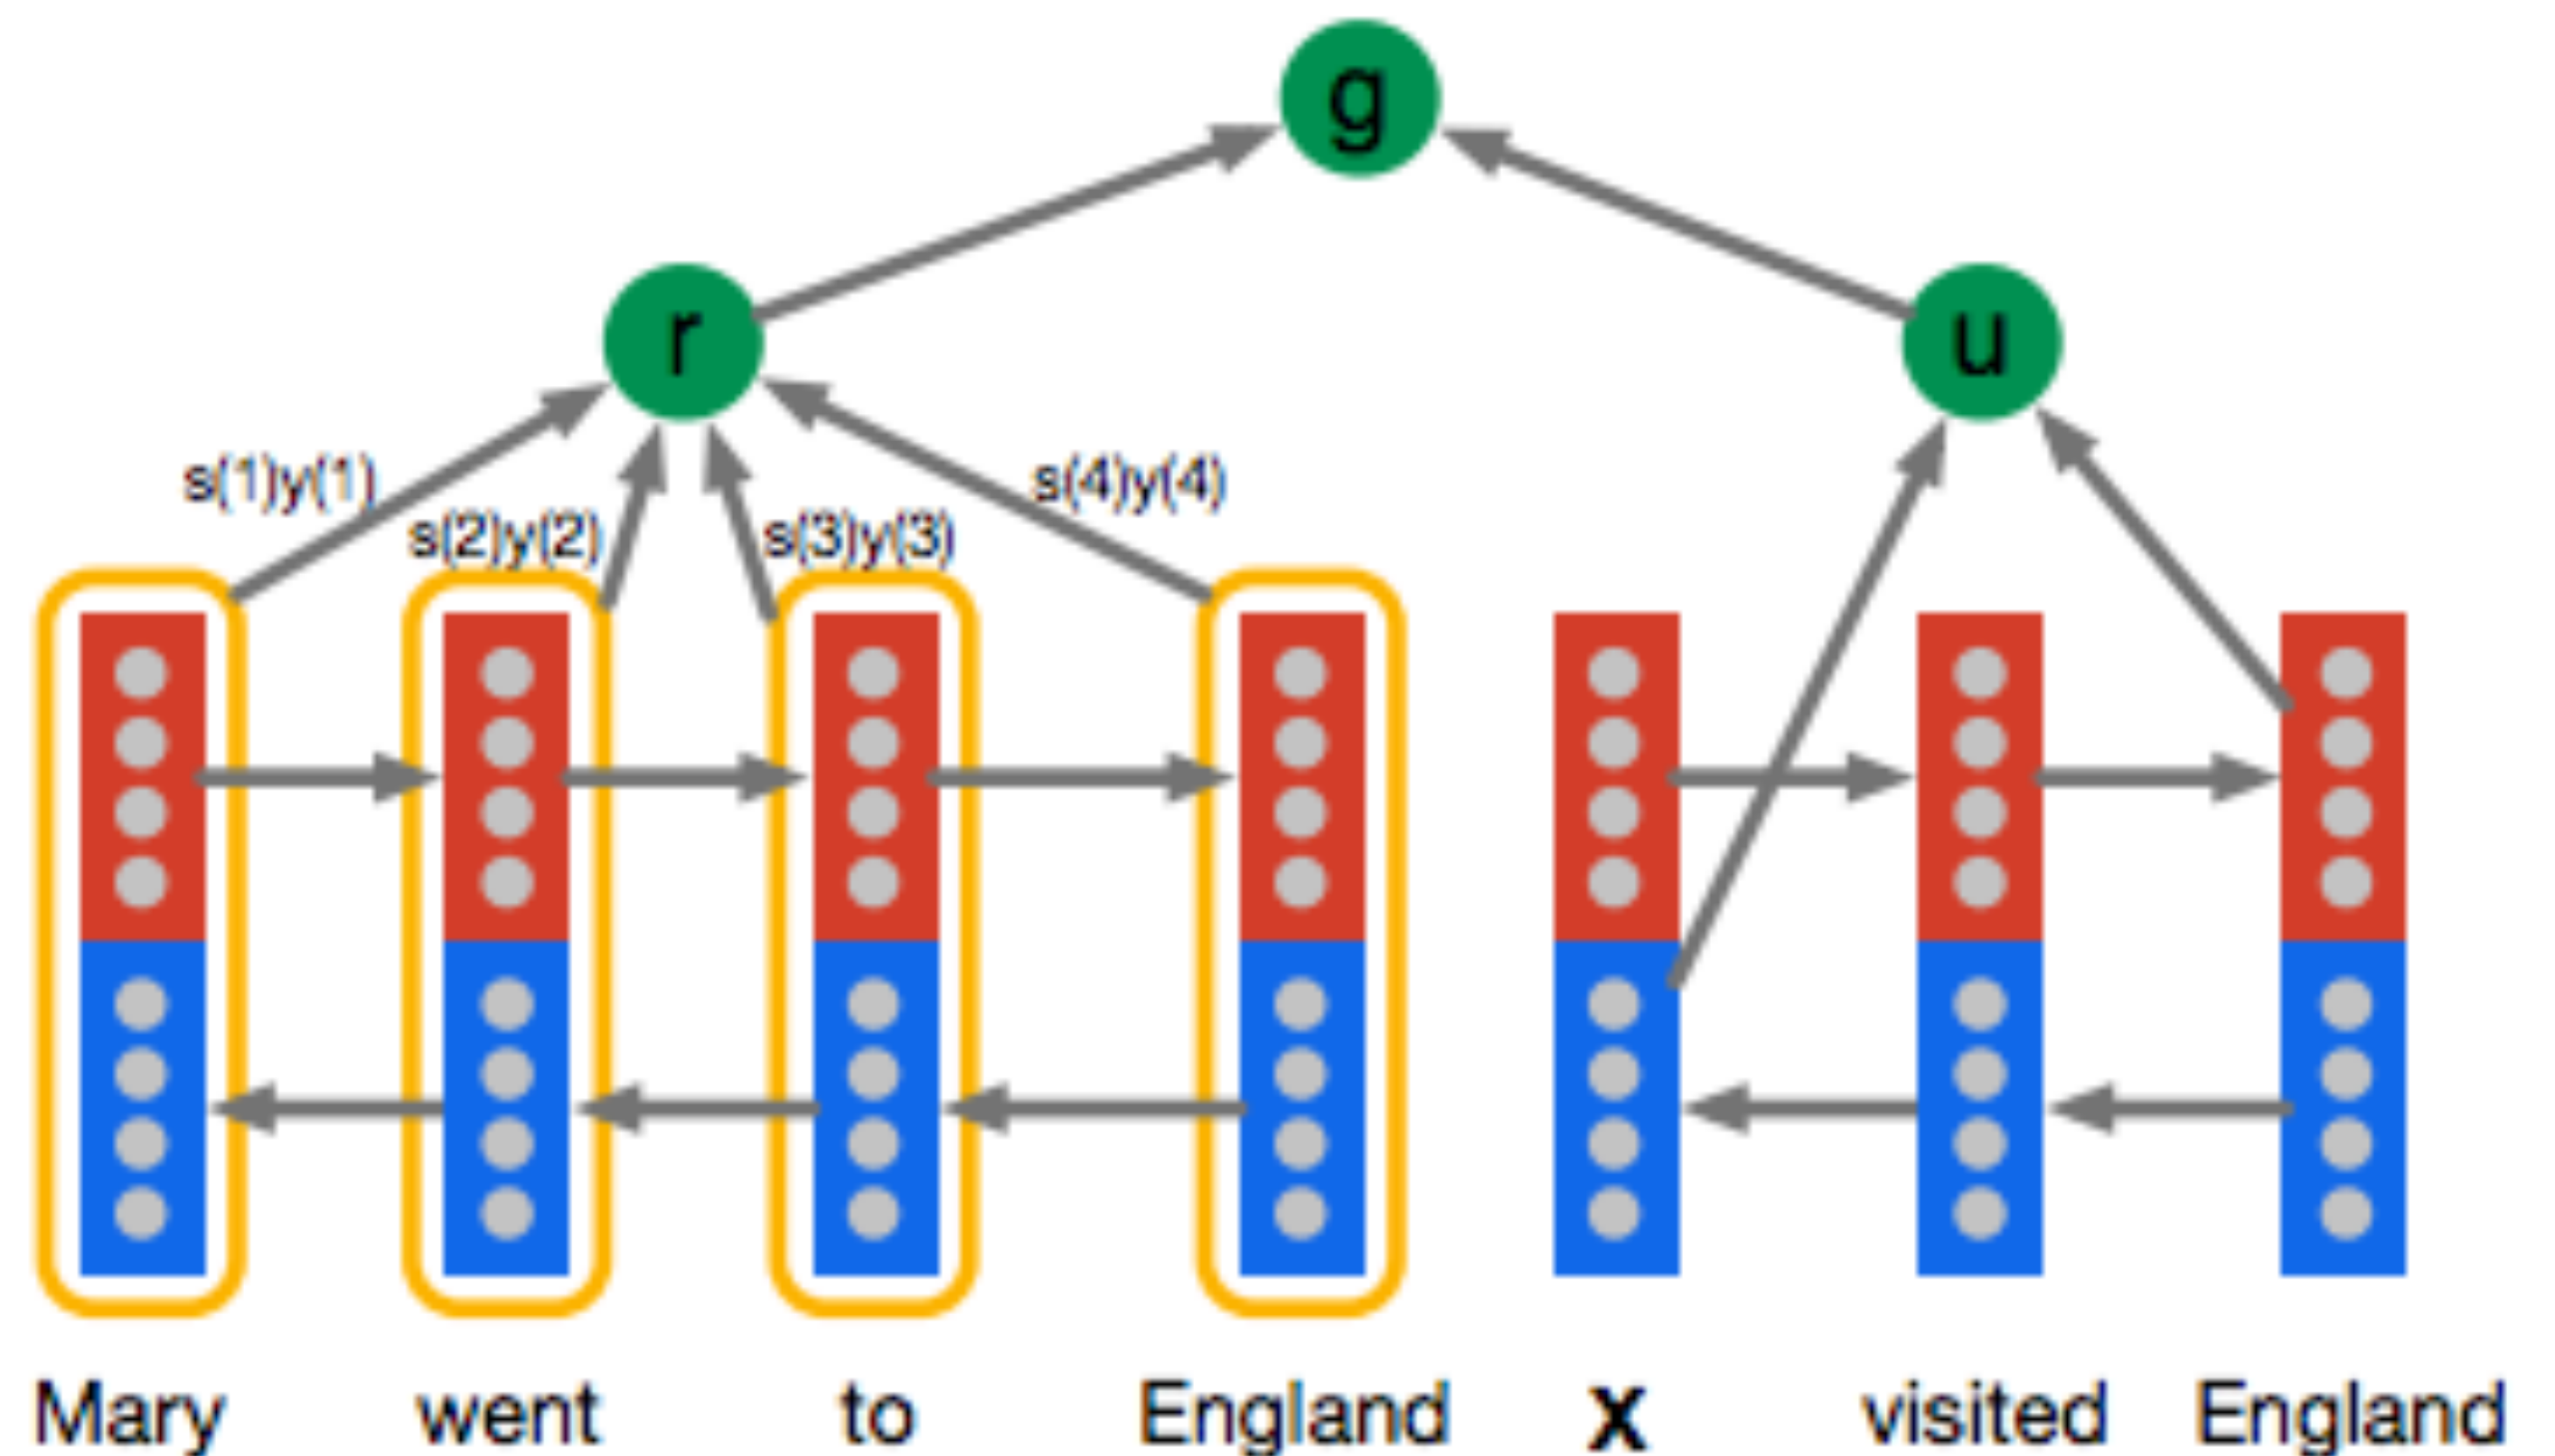 g
r
u
s(1)y(1)
s(4)y(4)
s(2)y(2)
s(3)y(3)
Mary went to England X visited England